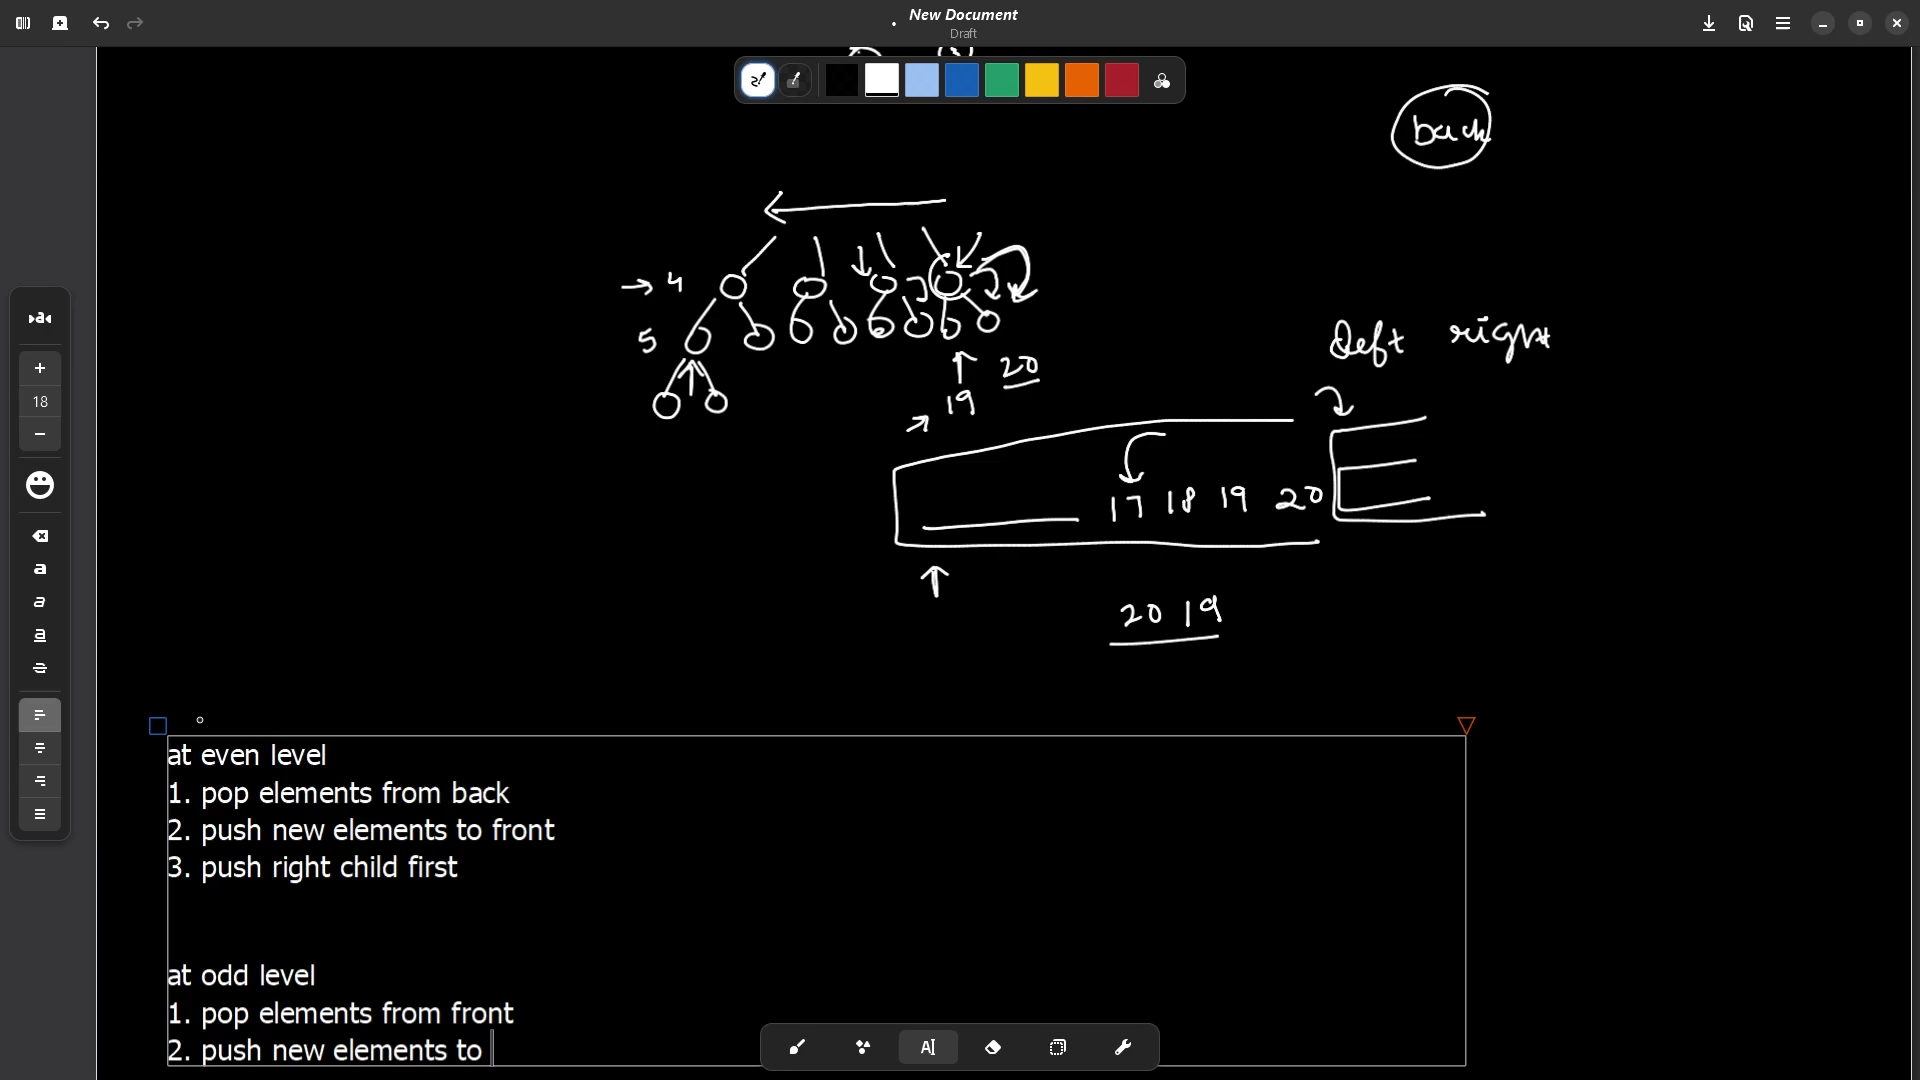 New Document
Draft
back
4
5
20
19
left right
17 18 19 20
20 19
18
a
a
a
a
at even level
1. pop elements from back
2. push new elements to front
3. push right child first
at odd level
1. pop elements from front
2. push new elements to